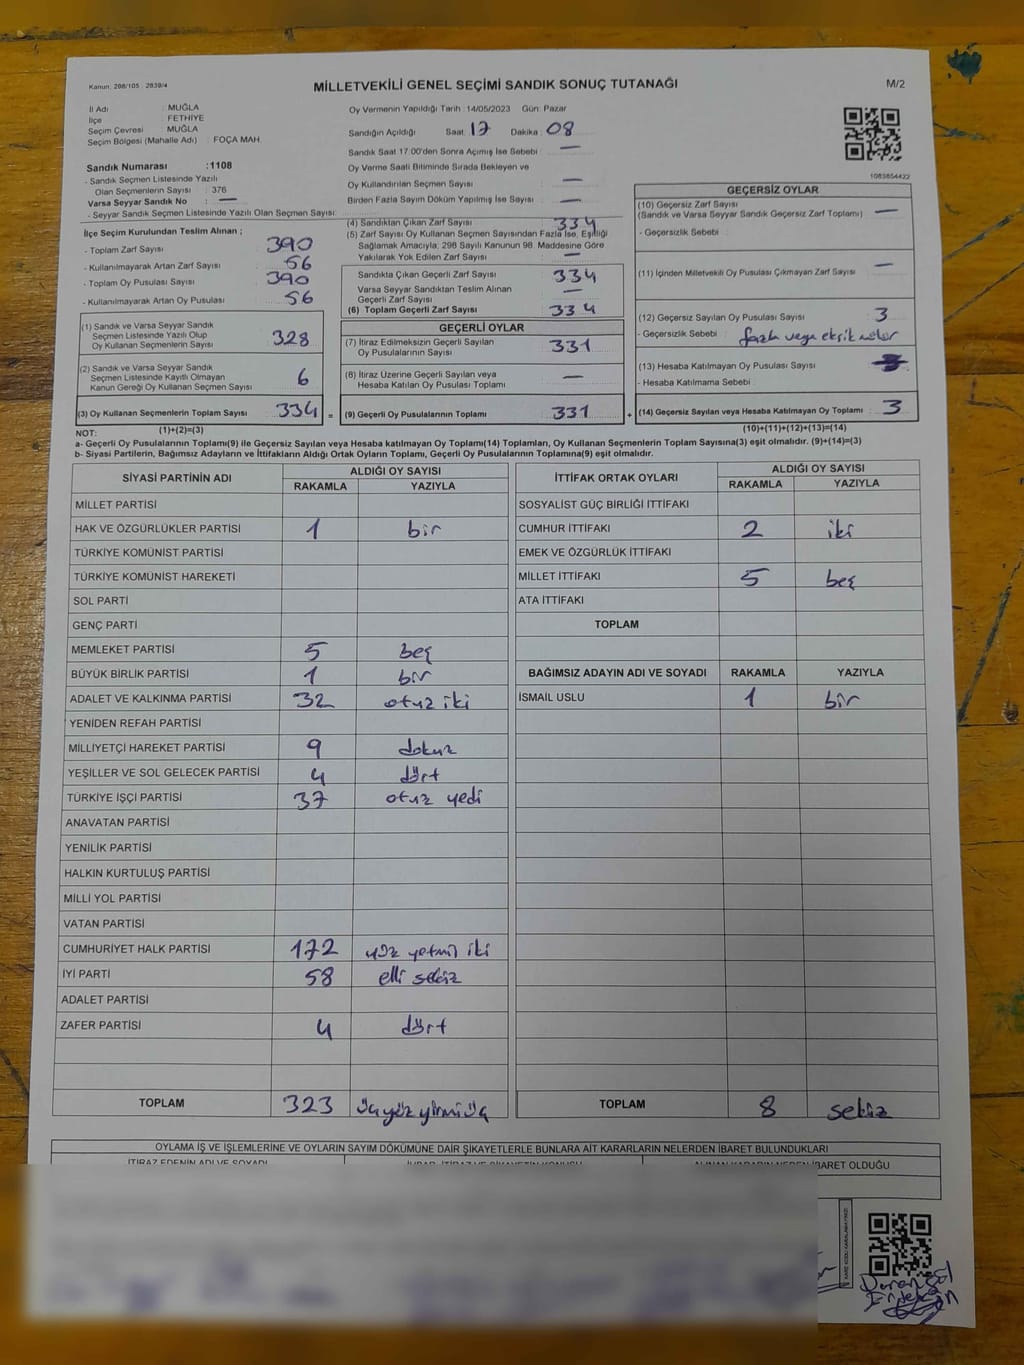 Kanun: 298/105 2839/4
MİLLETVEKİLİ GENEL SEÇİMİ SANDIK SONUÇ TUTANAĞI
M/2
İl Adı : MUĞLA
İlçe : FETHİYE
Seçim Çevresi : MUĞLA
Seçim Bölgesi (Mahalle Adı) : FOÇA MAH.
Sandık Numarası : 1108
- Sandık Seçmen Listesinde Yazılı
Olan Seçmenlerin Sayısı : 376
Varsa Seyyar Sandık No : —
- Seyyar Sandık Seçmen Listesinde Yazılı Olan Seçmen Sayısı:
Oy Vermenin Yapıldığı Tarih : 14/05/2023 Gün: Pazar
Sandığın Açıldığı Saat: 17 Dakika : 08
Sandık Saat 17.00'den Sonra Açımış İse Sebebi : —
Oy Verme Saati Bitiminde Sırada Bekleyen ve
Oy Kullandırılan Seçmen Sayısı : —
Birden Fazla Sayım Döküm Yapılmış İse Sayısı : —
1083854422
İlçe Seçim Kurulundan Teslim Alınan ;
- Toplam Zarf Sayısı : 390
- Kullanılmayarak Artan Zarf Sayısı : 56
- Toplam Oy Pusulası : 390
- Kullanılmayarak Artan Oy Pusulası : 56
(1) Sandık ve Varsa Seyyar Sandık
Seçmen Listesinde Yazılı Olup
Oy Kullanan Seçmenlerin Sayısı : 328
(2) Sandık ve Varsa Seyyar Sandık
Seçmen Listesinde Kayıtlı Olmayan
Kanun Gereği Oy Kullanan Seçmen Sayısı : 6
(3) Oy Kullanan Seçmenlerin Toplam Sayısı : 334 =
(1)+(2)=(3)
(4) Sandıktan Çıkan Zarf Sayısı : 334
(5) Zarf Sayısı Oy Kullanan Seçmen Sayısından Fazla İse, Eşitliği
Sağlamak Amacıyla; 298 Sayılı Kanunun 98. Maddesine Göre
Yakılarak Yok Edilen Zarf Sayısı : —
Sandıkta Çıkan Geçerli Zarf Sayısı : 334
Varsa Seyyar Sandıktan Teslim Alınan
Geçerli Zarf Sayısı : —
(6) Toplam Geçerli Zarf Sayısı : 334
GEÇERLİ OYLAR
(7) İtiraz Edilmeksizin Geçerli Sayılan
Oy Pusulalarının Sayısı : 331
(8) İtiraz Üzerine Geçerli Sayılan veya
Hesaba Katılan Oy Pusulası Toplamı : —
(9) Geçerli Oy Pusulalarının Toplamı : 331 +
GEÇERSİZ OYLAR
(10) Geçersiz Zarf Sayısı
(Sandık ve Varsa Seyyar Sandık Geçersiz Zarf Toplamı) : —
- Geçersizlik Sebebi :
(11) İçinden Milletvekili Oy Pusulası Çıkmayan Zarf Sayısı : —
(12) Geçersiz Sayılan Oy Pusulası Sayısı : 3
- Geçersizlik Sebebi : fazla veya eksik
(13) Hesaba Katılmayan Oy Pusulası Sayısı :
- Hesaba Katılmama Sebebi :
(14) Geçersiz Sayılan veya Hesaba Katılmayan Oy Toplamı : 3
(10)+(11)+(12)+(13)=(14)
NOT:
a- Geçerli Oy Pusulalarının Toplamı(9) ile Geçersiz Sayılan veya Hesaba katılmayan Oy Toplamı(14) Toplamları, Oy Kullanan Seçmenlerin Toplam Sayısına(3) eşit olmalıdır. (9)+(14)=(3)
b- Siyasi Partilerin, Bağımsız Adayların ve İttifakların Aldığı Ortak Oyların Toplamı, Geçerli Oy Pusulalarının Toplamına(9) eşit olmalıdır.
SİYASİ PARTİNİN ADI ALDIĞI OY SAYISI
RAKAMLA YAZIYLA
MİLLET PARTİSİ
HAK VE ÖZGÜRLÜKLER PARTİSİ 1 bir
TÜRKİYE KOMÜNİST PARTİSİ
TÜRKİYE KOMÜNİST HAREKETİ
SOL PARTİ
GENÇ PARTİ
MEMLEKET PARTİSİ 5 beş
BÜYÜK BİRLİK PARTİSİ 1 bir
ADALET VE KALKINMA PARTİSİ 32 otuz iki
YENİDEN REFAH PARTİSİ
MİLLİYETÇİ HAREKET PARTİSİ 9 dokuz
YEŞİLLER VE SOL GELECEK PARTİSİ 4 dört
TÜRKİYE İŞÇİ PARTİSİ 37 otuz yedi
ANAVATAN PARTİSİ
YENİLİK PARTİSİ
HALKIN KURTULUŞ PARTİSİ
MİLLİ YOL PARTİSİ
VATAN PARTİSİ
CUMHURİYET HALK PARTİSİ 172 yüz yetmiş iki
İYİ PARTİ 58 elli sekiz
ADALET PARTİSİ
ZAFER PARTİSİ 4 dört
TOPLAM 323 üçyüz yirmi üç
İTTİFAK ORTAK OYLARI ALDIĞI OY SAYISI
RAKAMLA YAZIYLA
SOSYALİST GÜÇ BİRLİĞİ İTTİFAKI
CUMHUR İTTİFAKI 2 iki
EMEK VE ÖZGÜRLÜK İTTİFAKI
MİLLET İTTİFAKI 5 beş
ATA İTTİFAKI
TOPLAM
BAĞIMSIZ ADAYIN ADI VE SOYADI RAKAMLA YAZIYLA
İSMAİL USLU 1 bir
TOPLAM 8 sekiz
OYLAMA İŞ VE İŞLEMLERİNE VE OYLARIN SAYIM DÖKÜMÜNE DAİR ŞİKAYETLERLE BUNLARA AİT KARARLARIN NELERDEN İBARET BULUNDUKLARI
İTİRAZ EDENİN ADI VE SOYADI
ALINAN KARARIN NEDEN İBARET OLDUĞU